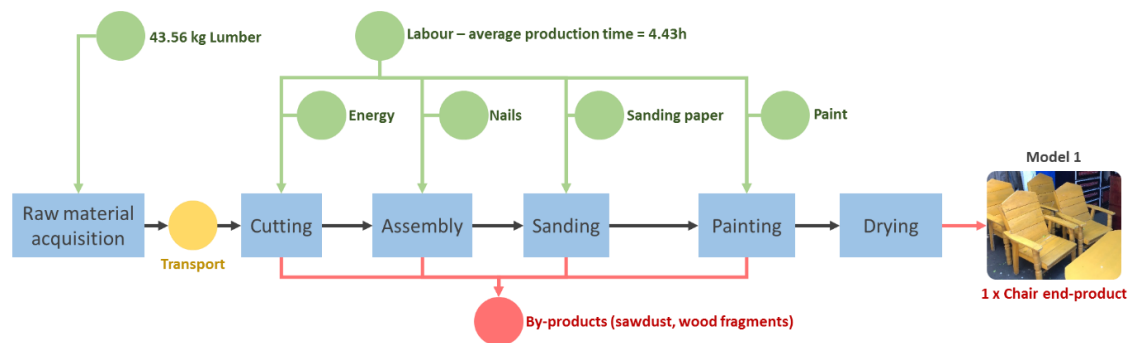 43.56 kg Lumber
Labour – average production time = 4.43h
Energy
Nails
Sanding paper
Paint
Model 1
Raw material
acquisition
Transport
Cutting
Assembly
Sanding
Painting
Drying
1 x Chair end-product
By-products (sawdust, wood fragments)